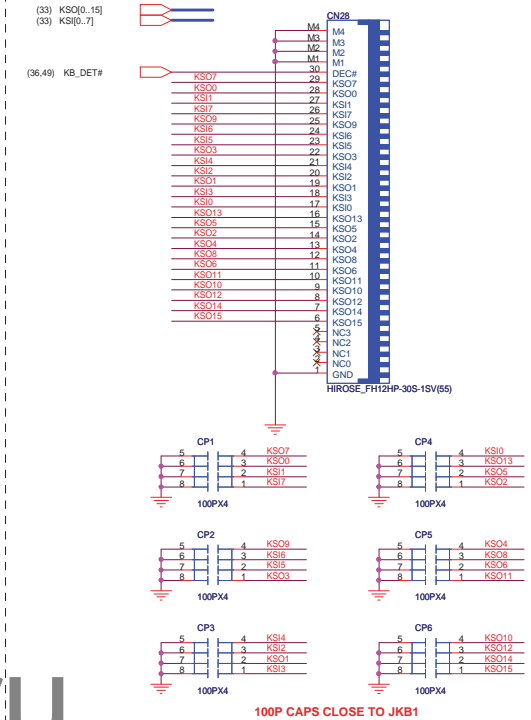 (33) KSO[0..15]
(33) KSI[0..7]
CN28
M4 M4
M3 M3
M2 M2
M1 M1
(36,49) KB_DET# 30 DEC#
KSO7 29 KSO7
KSO0 28 KSO0
KSI1 27 KSI1
KSI7 26 KSI7
KSO9 25 KSO9
KSI6 24 KSI6
KSI5 23 KSI5
KSO3 22 KSO3
KSI4 21 KSI4
KSI2 20 KSI2
KSO1 19 KSO1
KSI3 18 KSI3
KSI0 17 KSI0
KSO13 16 KSO13
KSO5 15 KSO5
KSO2 14 KSO2
KSO4 13 KSO4
KSO8 12 KSO8
KSO6 11 KSO6
KSO11 10 KSO11
KSO10 9 KSO10
KSO12 8 KSO12
KSO14 7 KSO14
KSO15 6 KSO15
5 NC3
4 NC2
3 NC1
2 NC0
1 GND
HIROSE_FH12HP-30S-1SV(55)
CP1
5 4 KSO7
6 3 KSO0
7 2 KSI1
8 1 KSI7
100PX4
CP4
5 4 KSI0
6 3 KSO13
7 2 KSO5
8 1 KSO2
100PX4
CP2
5 4 KSO9
6 3 KSI6
7 2 KSI5
8 1 KSO3
100PX4
CP5
5 4 KSO4
6 3 KSO8
7 2 KSO6
8 1 KSO11
100PX4
CP3
5 4 KSI4
6 3 KSI2
7 2 KSO1
8 1 KSI3
100PX4
CP6
5 4 KSO10
6 3 KSO12
7 2 KSO14
8 1 KSO15
100PX4
100P CAPS CLOSE TO JKB1